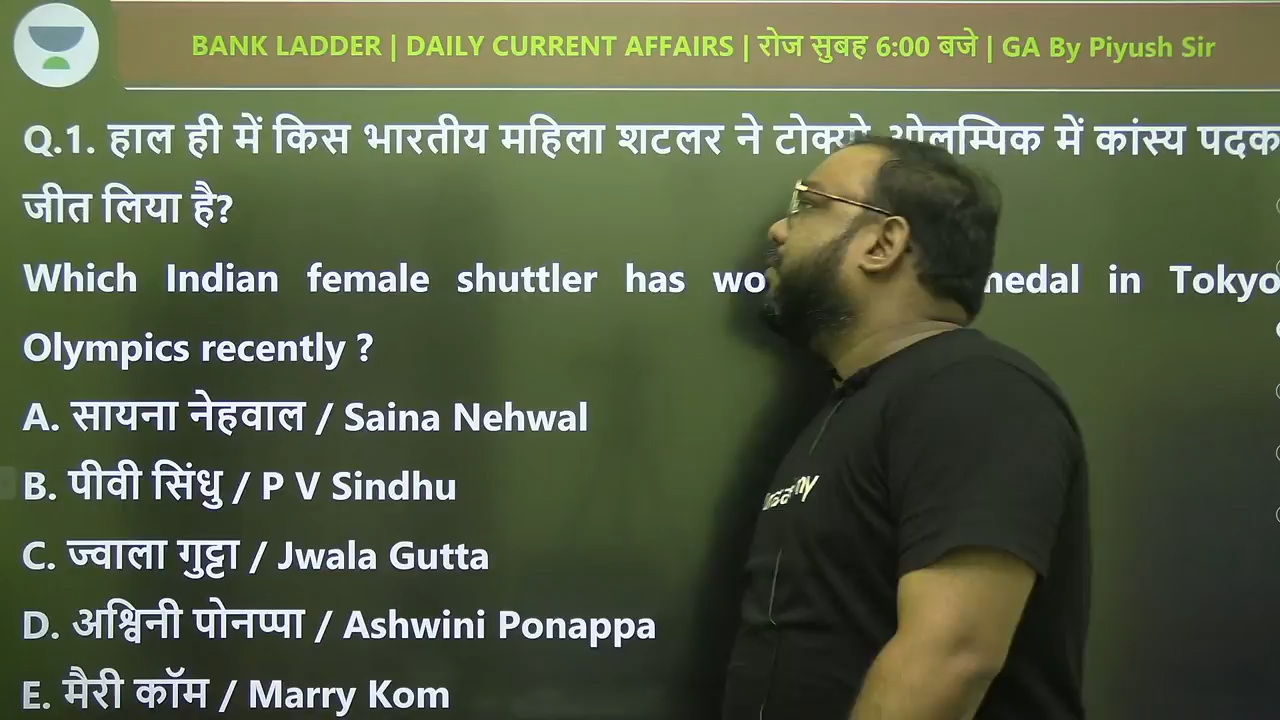 BANK LADDER | DAILY CURRENT AFFAIRS | रोज सुबह 6:00 बजे | GA By Piyush Sir
Q.1. हाल ही में किस भारतीय महिला शटलर ने टोक्यो ओलम्पिक में कांस्य पदक
जीत लिया है?
Which Indian female shuttler has medal in Tokyo
Olympics recently ?
A. सायना नेहवाल / Saina Nehwal
B. पीवी सिंधु / P V Sindhu
C. ज्वाला गुट्टा / Jwala Gutta
D. अश्विनी पोनप्पा / Ashwini Ponappa
E. मैरी कॉम / Marry Kom